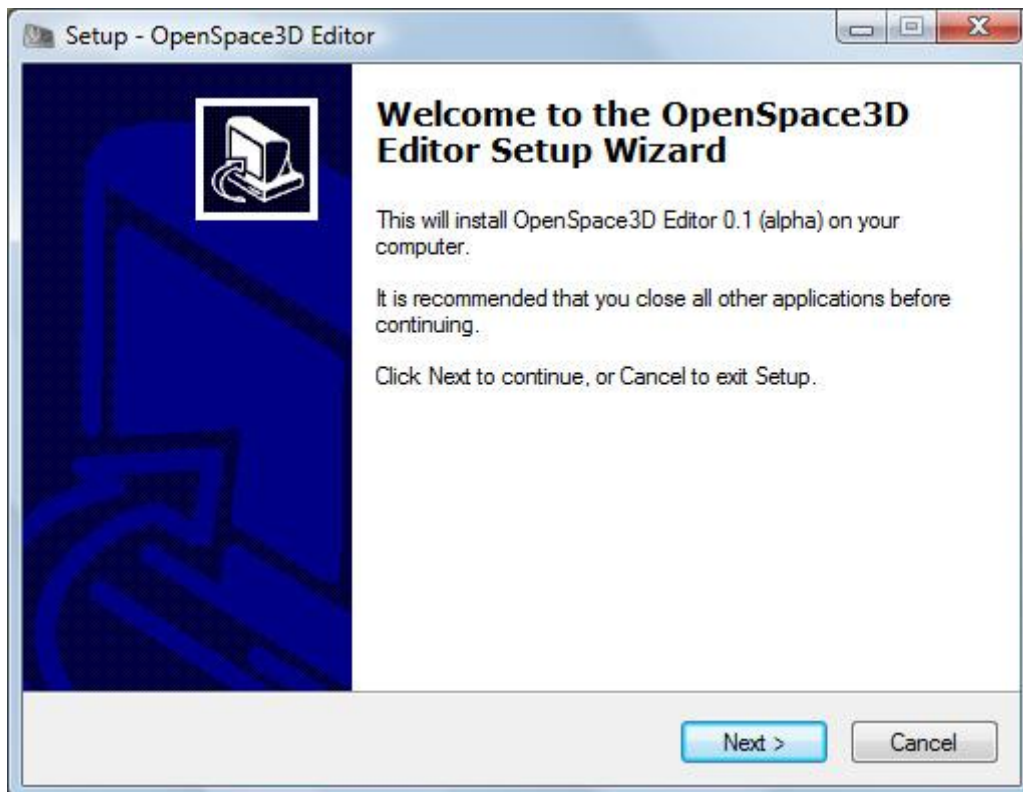 Setup - OpenSpace3D Editor
Welcome to the OpenSpace3D
Editor Setup Wizard
This will install OpenSpace3D Editor 0.1 (alpha) on your
computer.
It is recommended that you close all other applications before
continuing.
Click Next to continue, or Cancel to exit Setup.
Next >
Cancel